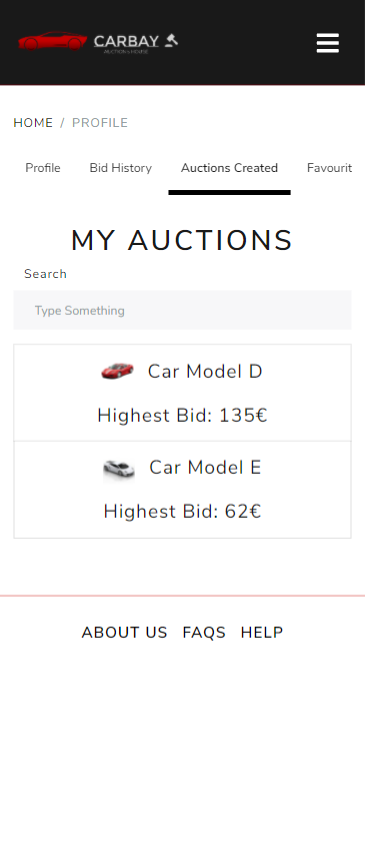 CARBAY
AUCTION & HOUSE
HOME / PROFILE
Profile Bid History Auctions Created Favourit
MY AUCTIONS
Search
Type Something
Car Model D
Highest Bid: 135€
Car Model E
Highest Bid: 62€
ABOUT US FAQS HELP